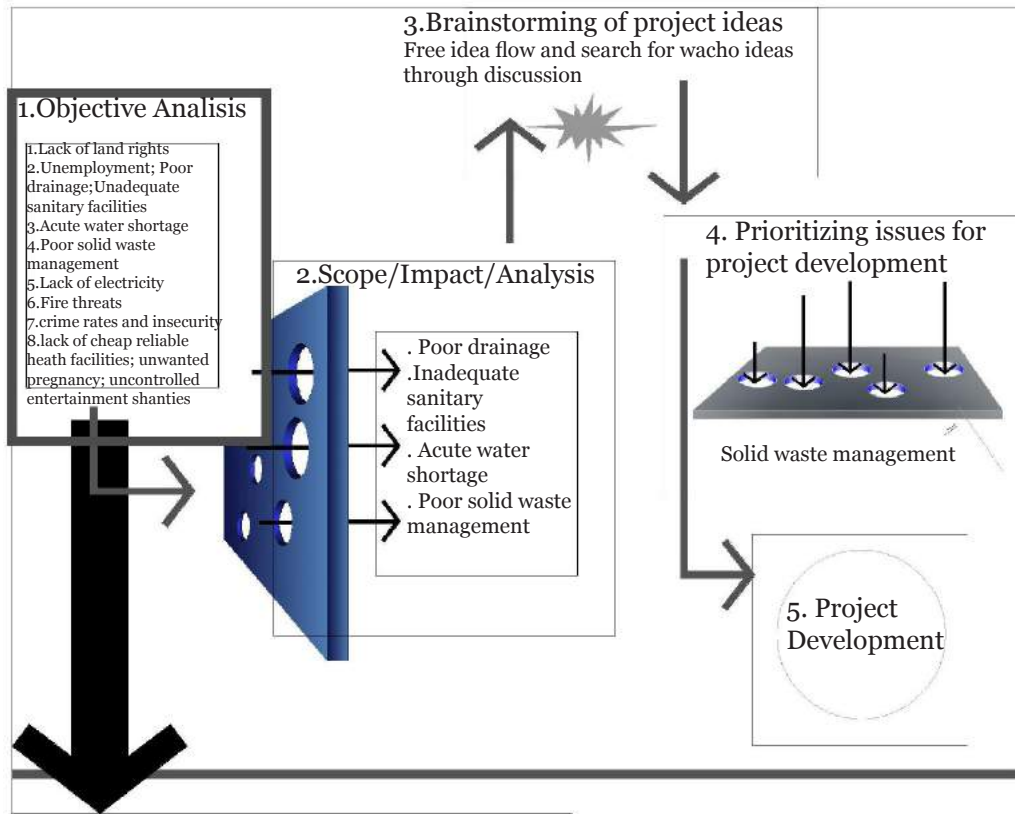 3.Brainstorming of project ideas
Free idea flow and search for wacho ideas
through discussion
1.Objective Analisis
1.Lack of land rights
2.Unemployment; Poor
drainage;Unadequate
sanitary facilities
3.Acute water shortage
4.Poor solid waste
management
5.Lack of electricity
6.Fire threats
7.crime rates and insecurity
8.lack of cheap reliable
heath facilities; unwanted
pregnancy; uncontrolled
entertainment shanties
2.Scope/Impact/Analysis
. Poor drainage
.Inadequate
sanitary
facilities
. Acute water
shortage
. Poor solid waste
management
4. Prioritizing issues for
project development
Solid waste management
5. Project
Development